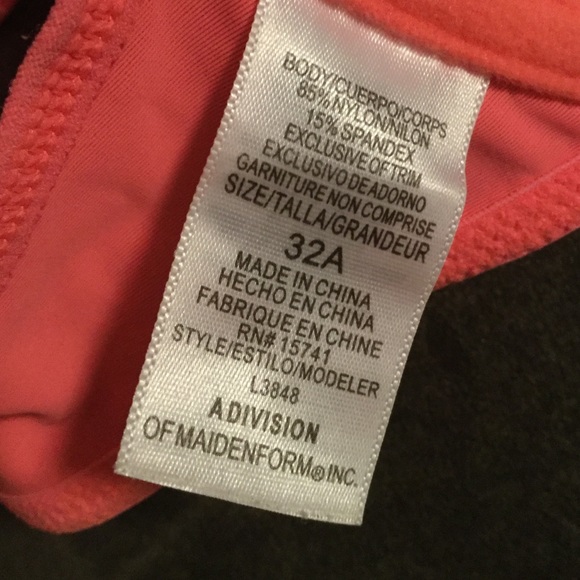 BODY/CUERPO/CORPS
85% NYLON/NILON
15% SPANDEX
EXCLUSIVE OF TRIM
EXCLUSIVO DE ADORNO
GARNITURE NON COMPRISE
SIZE/TALLA/GRANDEUR
32A
MADE IN CHINA
HECHO EN CHINA
FABRIQUE EN CHINE
RN# 15741
STYLE/ESTILO/MODELER
L3848
A DIVISION
OF MAIDENFORM® INC.